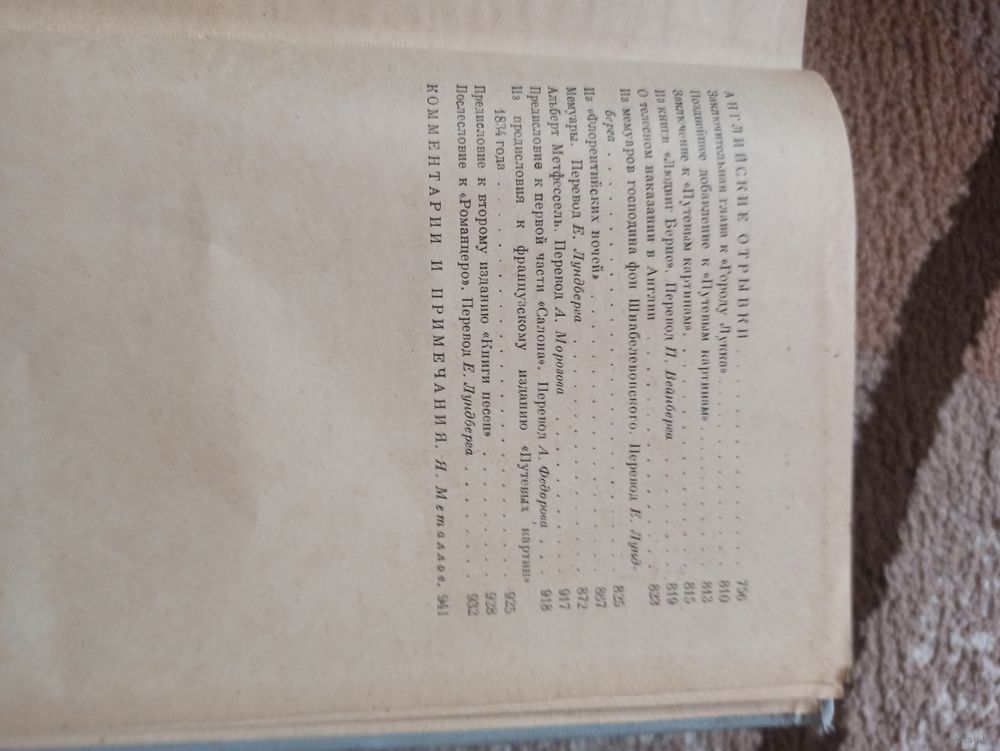 АНГЛИЙСКИЕ ОТРЫВКИ . . . . . . . . . . . 756
Заключительная глава к «Городу Лукка» . . . . . . . . . . 810
Позднейшее добавление к «Путевым картинам» . . . . . . 813
Заключение к «Путевым картинам» . . . . . . . . . . . 815
Из книги «Людвиг Берне». Перевод П. Вейнберга . . . . . 819
О телесном наказании в Англии . . . . . . . . . . . . 823
Из мемуаров господина фон Шнабелевопского. Перевод Е. Лунд-
берга . . . . . . . . . . . . . . . . . . . . 825
Из «Флорентийских ночей» . . . . . . . . . . . . . . 867
Мемуары. Перевод Е. Лундберга . . . . . . . . . . . . 872
Альберт Метфессель. Перевод А. Морозова . . . . . . . . 917
Предисловие к первой части «Салона». Перевод А. Федорова . . 918
Из предисловия к французскому изданию «Путевых картин»
1834 года . . . . . . . . . . . . . . . . . . 925
Предисловие к второму изданию «Книги песен» . . . . . . 928
Послесловие к «Романцеро». Перевод Е. Лундберга . . . . . 932
КОММЕНТАРИИ И ПРИМЕЧАНИЯ. Я. Металлов. 941